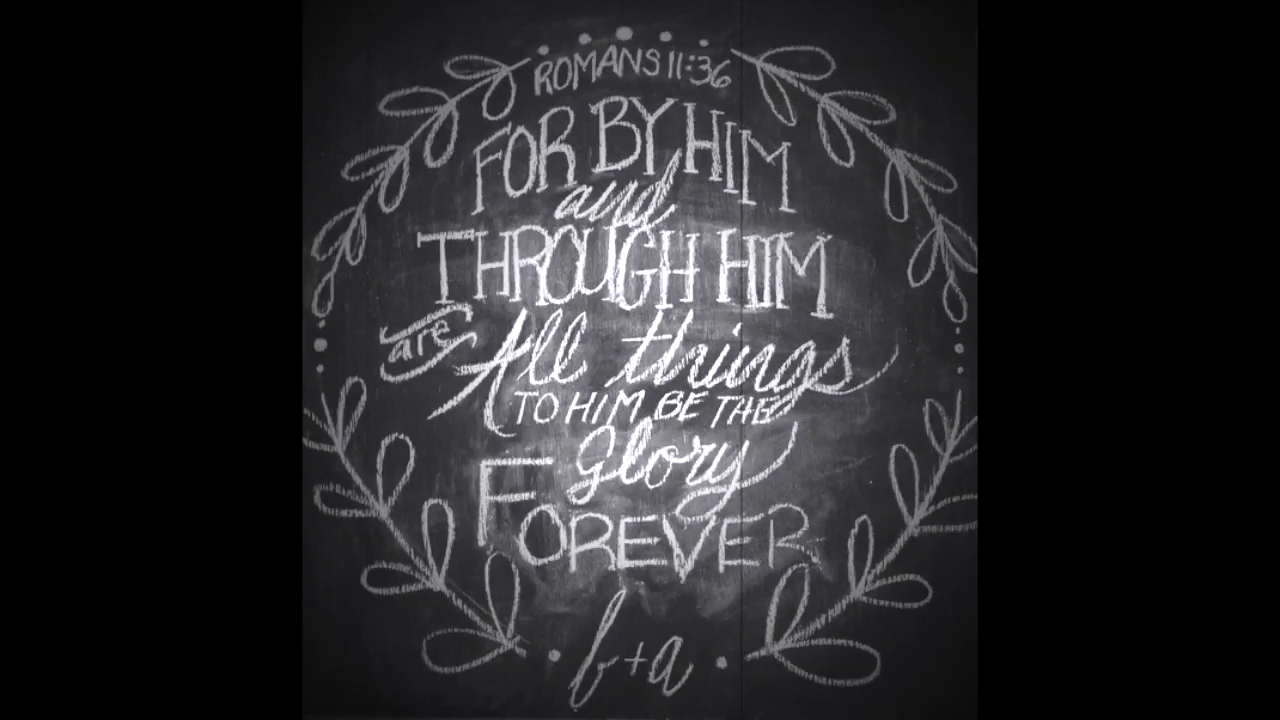 ROMANS 11:36
FOR BY HIM
and
THROUGH HIM
are All things
TO HIM BE THE
Glory
FOREVER
b+a